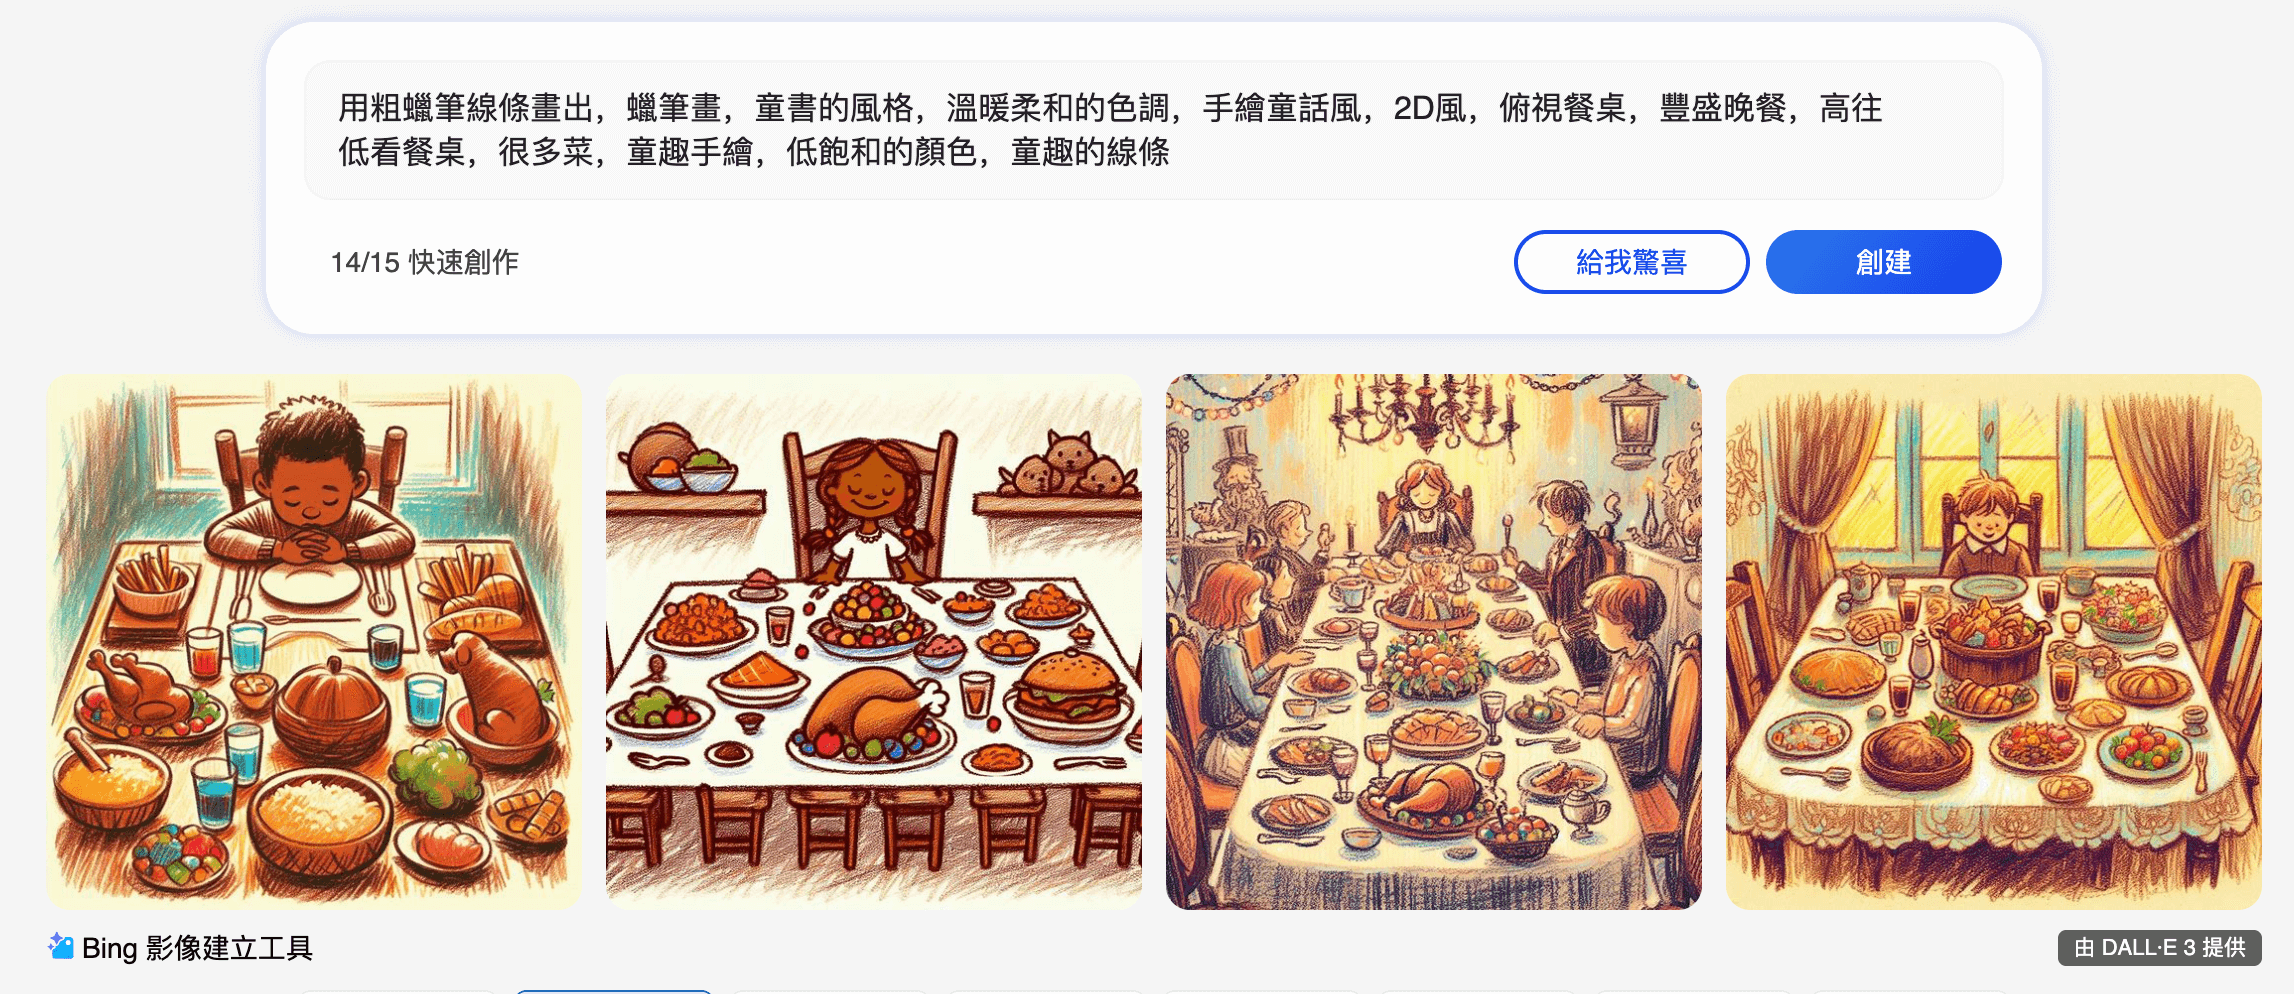 用粗蠟筆線條畫出，蠟筆畫，童書的風格，溫暖柔和的色調，手繪童話風，2D風，俯視餐桌，豐盛晚餐，高往
低看餐桌，很多菜，童趣手繪，低飽和的顏色，童趣的線條
14/15 快速創作
給我驚喜
創建
Bing 影像建立工具
由 DALL·E 3 提供